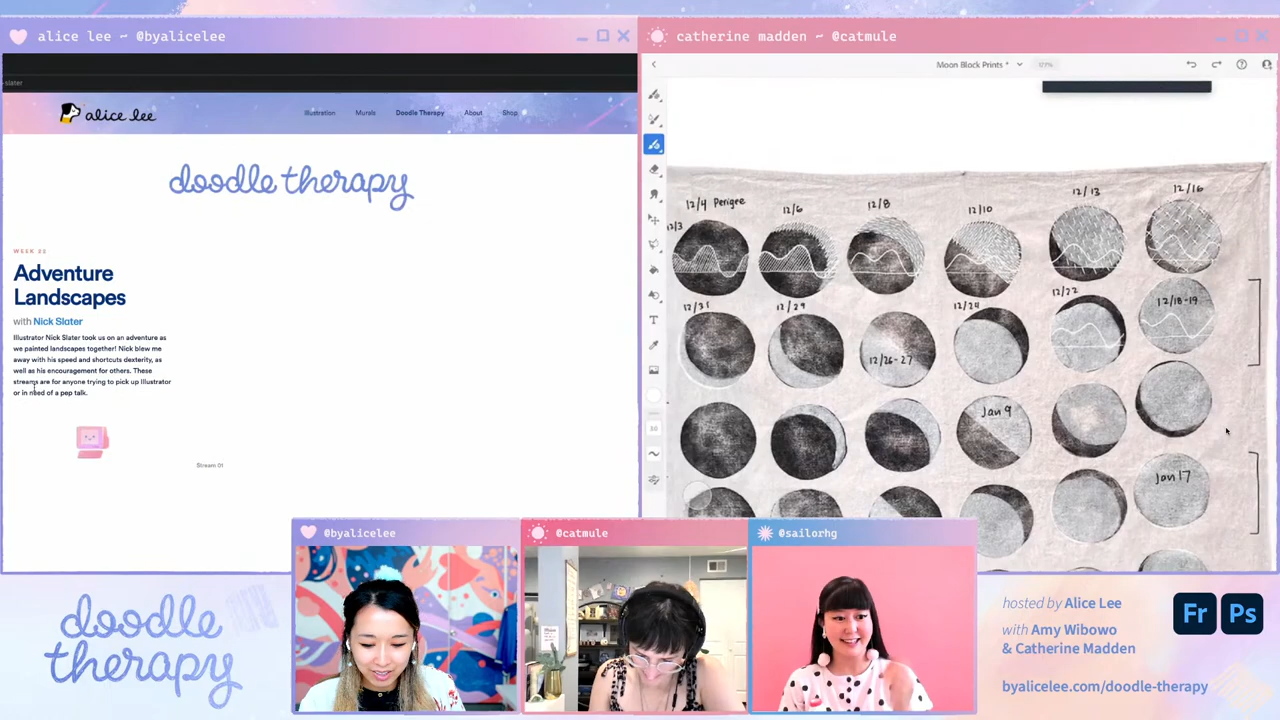 alice lee ~ @byalicelee
slater
alice lee
Illustration Murals Doodle Therapy About Shop
doodle therapy
WEEK 22
Adventure
Landscapes
with Nick Slater
Illustrator Nick Slater took us on an adventure as
we painted landscapes together! Nick blew me
away with his speed and shortcuts dexterity, as
well as his encouragement for others. These
streams are for anyone trying to pick up Illustrator
or in need of a pep talk.
Stream 01
catherine madden ~ @catmule
Moon Block Prints *
12/3
12/4 Perigee
12/6
12/8
12/10
12/13
12/16
12/31
12/29
12/26-27
12/24
12/22
12/18-19
Jan 9
Jan 17
T
10
@byalicelee
@catmule
@sailorhg
doodle
therapy
hosted by Alice Lee
with Amy Wibowo
& Catherine Madden
byalicelee.com/doodle-therapy
Fr
Ps